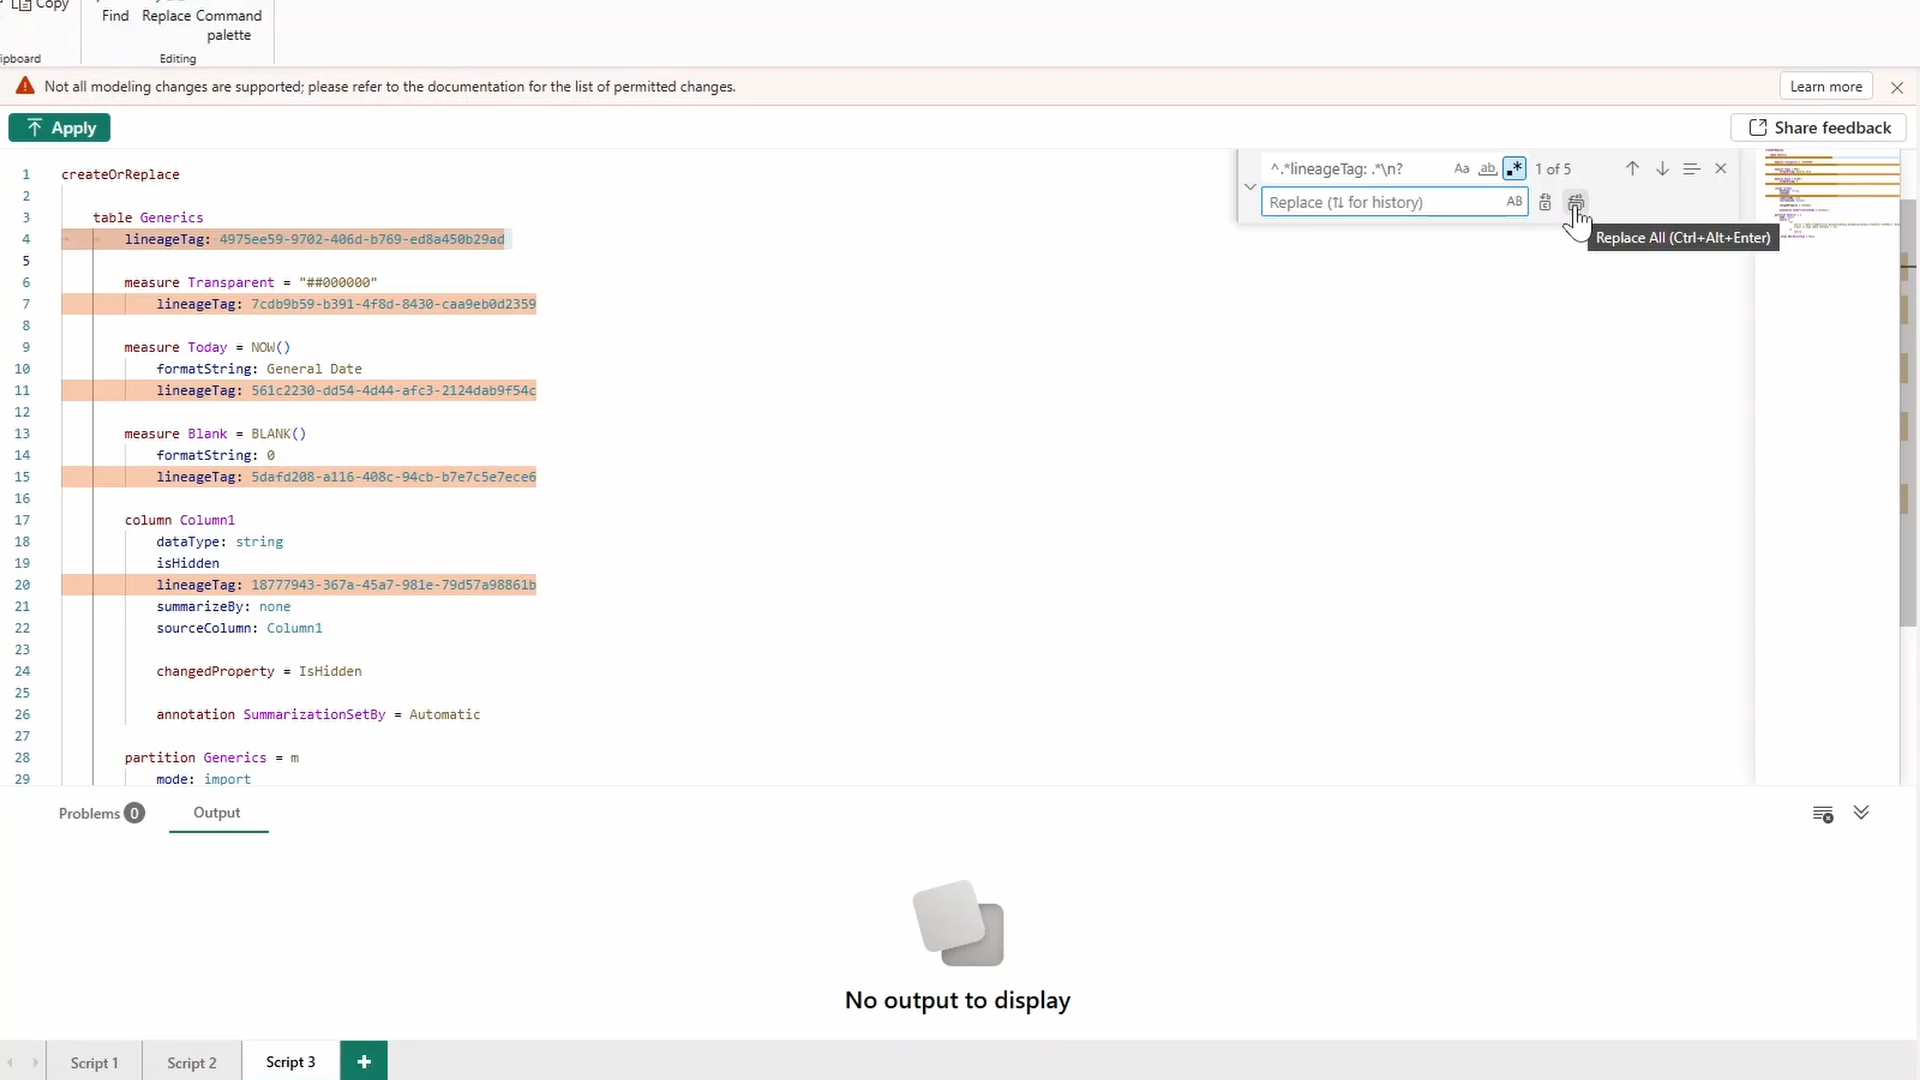 Copy
Find Replace Command palette
ipboard
Editing
Not all modeling changes are supported; please refer to the documentation for the list of permitted changes.
Learn more
Apply
Share feedback
^.*lineageTag: .*\n?
Aa ab .* 1 of 5
Replace (⇅ for history) AB
Replace All (Ctrl+Alt+Enter)
1 createOrReplace
2
3 table Generics
4 lineageTag: 4975ee59-9702-406d-b769-ed8a450b29ad
5
6 measure Transparent = "##000000"
7 lineageTag: 7cdb9b59-b391-4f8d-8430-caa9eb0d2359
8
9 measure Today = NOW()
10 formatString: General Date
11 lineageTag: 561c2230-dd54-4d44-afc3-2124dab9f54c
12
13 measure Blank = BLANK()
14 formatString: 0
15 lineageTag: 5dafd208-a116-408c-94cb-b7e7c5e7ece6
16
17 column Column1
18 dataType: string
19 isHidden
20 lineageTag: 18777943-367a-45a7-981e-79d57a98861b
21 summarizeBy: none
22 sourceColumn: Column1
23
24 changedProperty = IsHidden
25
26 annotation SummarizationSetBy = Automatic
27
28 partition Generics = m
29 mode: import
Problems 0
Output
No output to display
Script 1
Script 2
Script 3
+